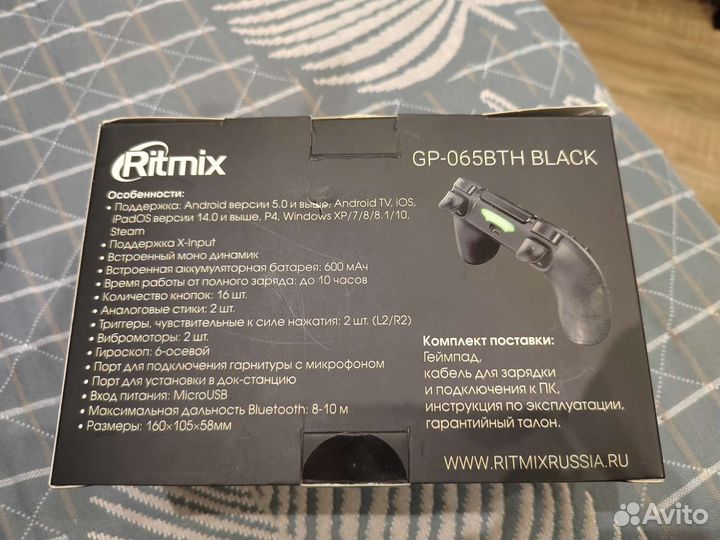 Ritmix
GP-065BTH BLACK
Особенности:
• Поддержка: Android версии 5.0 и выше, Android TV, iOS,
iPadOS версии 14.0 и выше, P4, Windows XP/7/8/8.1/10,
Steam
• Поддержка X-Input
• Встроенный моно динамик
• Встроенная аккумуляторная батарея: 600 мАч
• Время работы от полного заряда: до 10 часов
• Количество кнопок: 16 шт.
• Аналоговые стики: 2 шт.
• Триггеры, чувствительные к силе нажатия: 2 шт. (L2/R2)
• Вибромоторы: 2 шт.
• Гироскоп: 6-осевой
• Порт для подключения гарнитуры с микрофоном
• Порт для установки в док-станцию
• Вход питания: MicroUSB
• Максимальная дальность Bluetooth: 8-10 м
• Размеры: 160×105×58мм
Комплект поставки:
Геймпад,
кабель для зарядки
и подключения к ПК,
инструкция по эксплуатации,
гарантийный талон.
WWW.RITMIXRUSSIA.RU
Avito